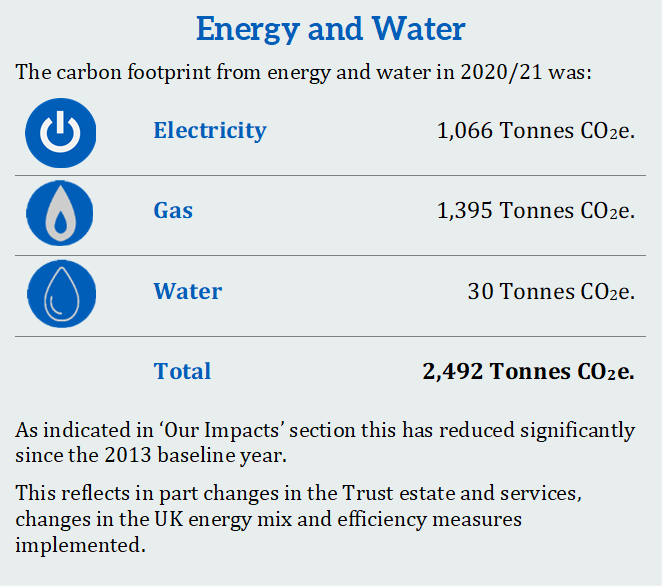 Energy and Water
The carbon footprint from energy and water in 2020/21 was:
Electricity 1,066 Tonnes CO2e.
Gas 1,395 Tonnes CO2e.
Water 30 Tonnes CO2e.
Total 2,492 Tonnes CO2e.
As indicated in ‘Our Impacts’ section this has reduced significantly
since the 2013 baseline year.
This reflects in part changes in the Trust estate and services,
changes in the UK energy mix and efficiency measures
implemented.